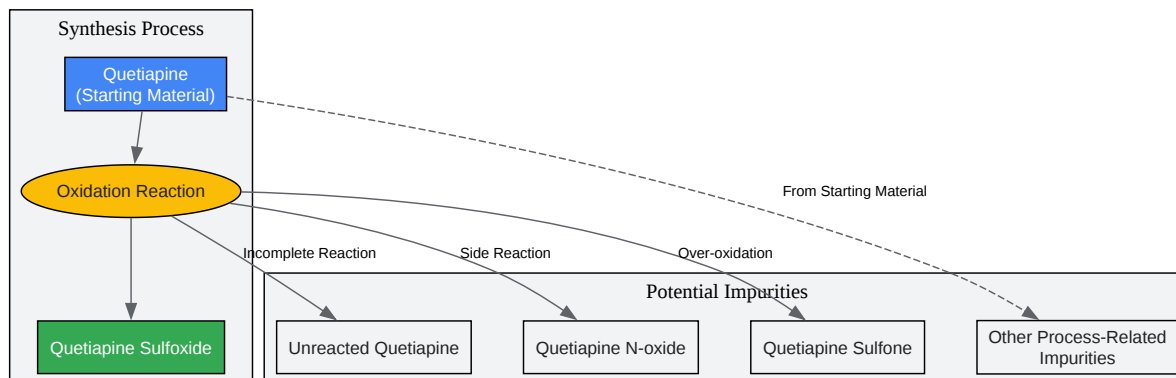 Synthesis Process
Quetiapine
(Starting Material)
Oxidation Reaction
From Starting Material
Incomplete Reaction
Side Reaction
Over-oxidation
Potential Impurities
Quetiapine Sulfoxide
Unreacted Quetiapine
Quetiapine N-oxide
Quetiapine Sulfone
Other Process-Related
Impurities